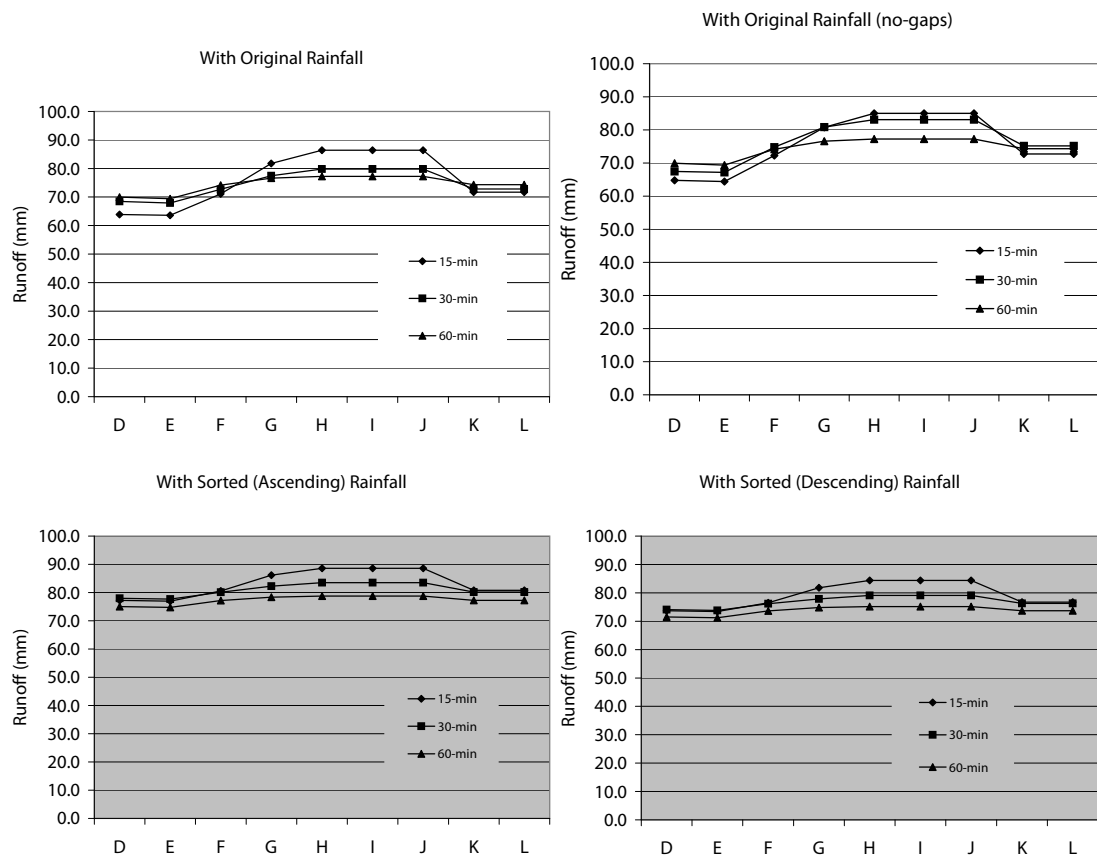 With Original Rainfall
100.0
90.0
80.0
70.0
60.0
50.0
40.0
30.0
20.0
10.0
0.0
Runoff (mm)
15-min
30-min
60-min
D E F G H I J K L
With Original Rainfall (no-gaps)
100.0
90.0
80.0
70.0
60.0
50.0
40.0
30.0
20.0
10.0
0.0
Runoff (mm)
15-min
30-min
60-min
D E F G H I J K L
With Sorted (Ascending) Rainfall
100.0
90.0
80.0
70.0
60.0
50.0
40.0
30.0
20.0
10.0
0.0
Runoff (mm)
15-min
30-min
60-min
D E F G H I J K L
With Sorted (Descending) Rainfall
100.0
90.0
80.0
70.0
60.0
50.0
40.0
30.0
20.0
10.0
0.0
Runoff (mm)
15-min
30-min
60-min
D E F G H I J K L